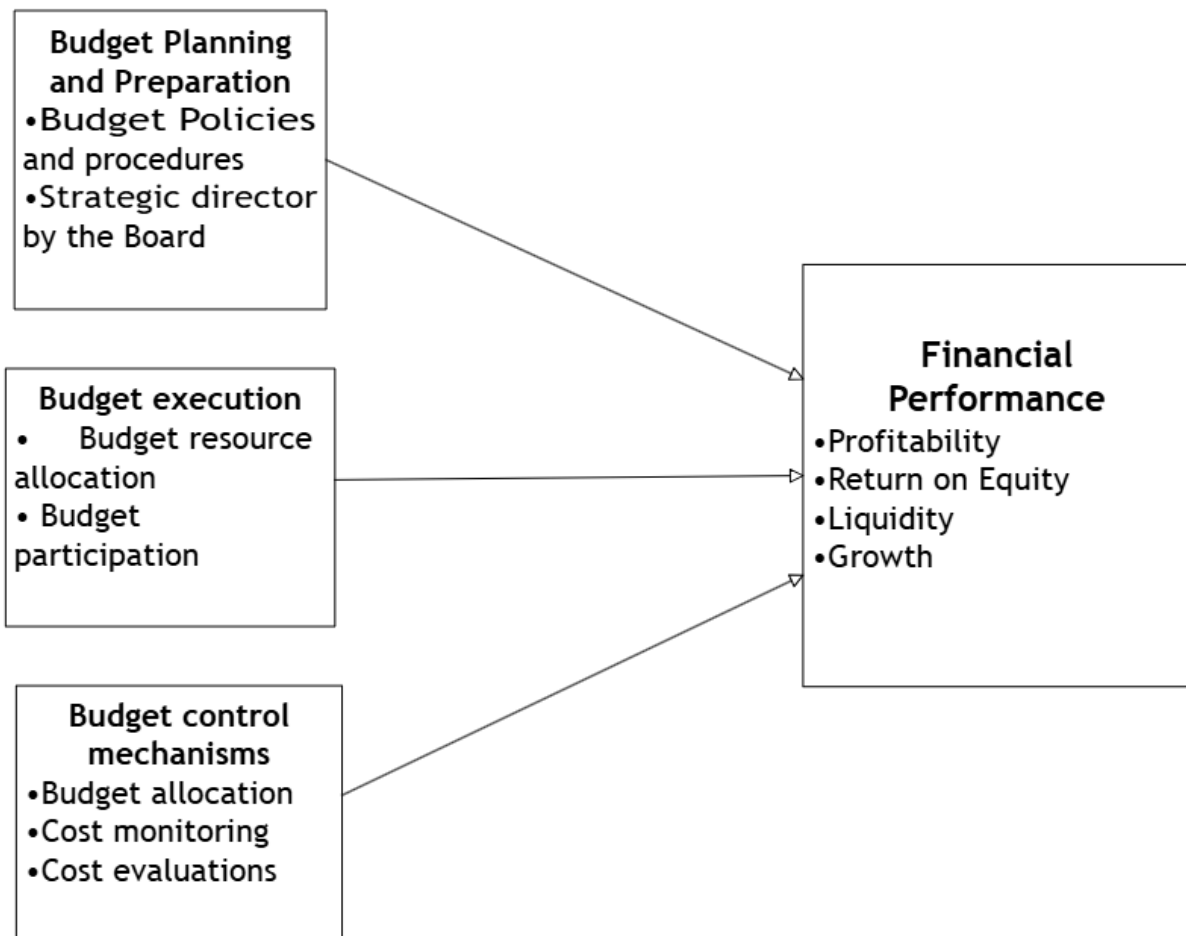 Budget Planning
and Preparation
•Budget Policies
and procedures
•Strategic director
by the Board
Budget execution
• Budget resource
allocation
• Budget
participation
Budget control
mechanisms
•Budget allocation
•Cost monitoring
•Cost evaluations
Financial
Performance
•Profitability
•Return on Equity
•Liquidity
•Growth